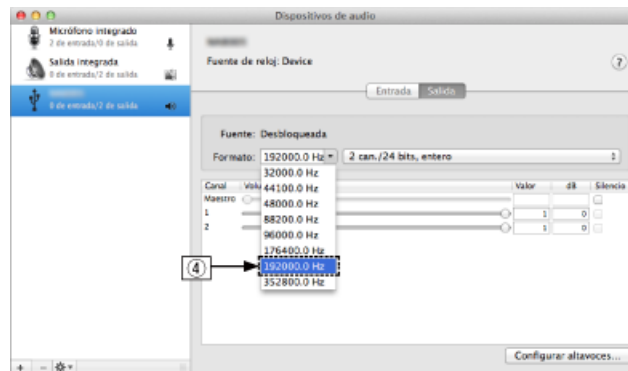 Dispositivos de audio
Micrófono integrado
2 de entrada/0 de salida
Salida integrada
0 de entrada/2 de salida
0 de entrada/2 de salida
Fuente de reloj: Device
?
Entrada Salida
Fuente: Desbloqueada
Formato: 192000.0 Hz 2 can./24 bits, entero
32000.0 Hz
44100.0 Hz
48000.0 Hz
88200.0 Hz
96000.0 Hz
176400.0 Hz
④ 192000.0 Hz
352800.0 Hz
Canal Valor dB Silencio
Maestro
1 1 0
2 1 0
Configurar altavoces...